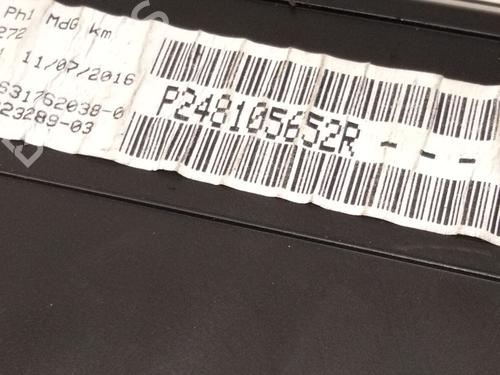 Ph1 MdG Km
272
11/07/2016
631762038-0
23289-03
P248105652R - - -